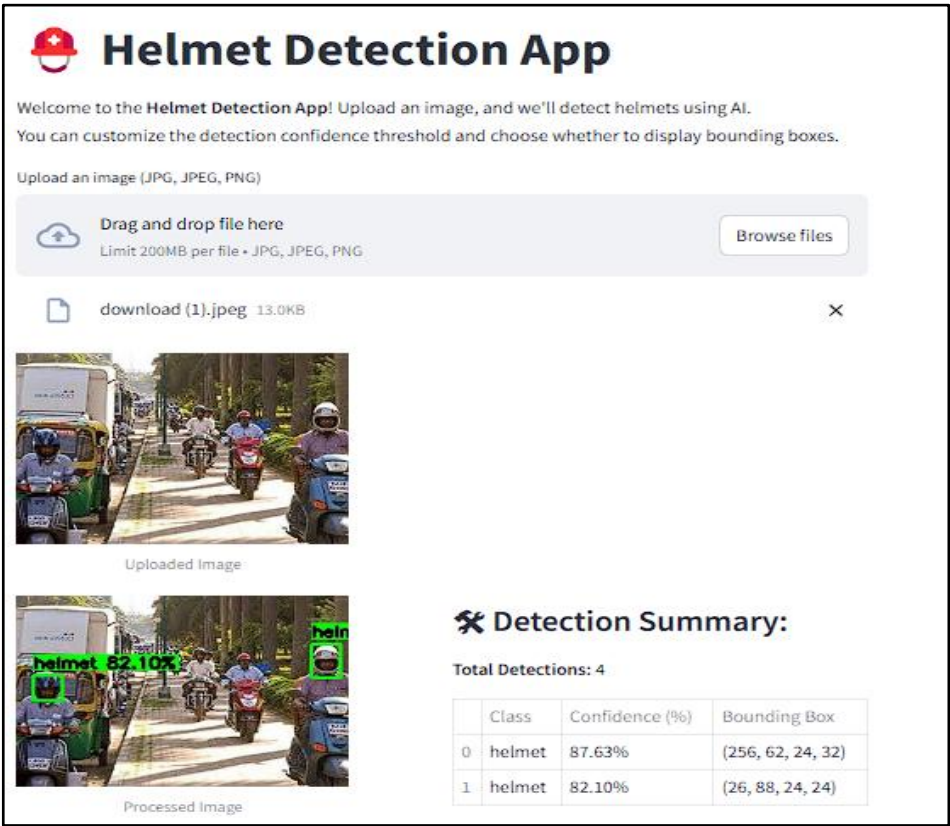 Helmet Detection App
Welcome to the Helmet Detection App! Upload an image, and we'll detect helmets using AI.
You can customize the detection confidence threshold and choose whether to display bounding boxes.
Upload an image (JPG, JPEG, PNG)
Drag and drop file here
Limit 200MB per file • JPG, JPEG, PNG
Browse files
download (1).jpeg 13.0KB
Uploaded Image
helm
helmet 82.10%
Processed Image
Detection Summary:
Total Detections: 4
Class Confidence (%) Bounding Box
0 helmet 87.63% (256, 62, 24, 32)
1 helmet 82.10% (26, 88, 24, 24)